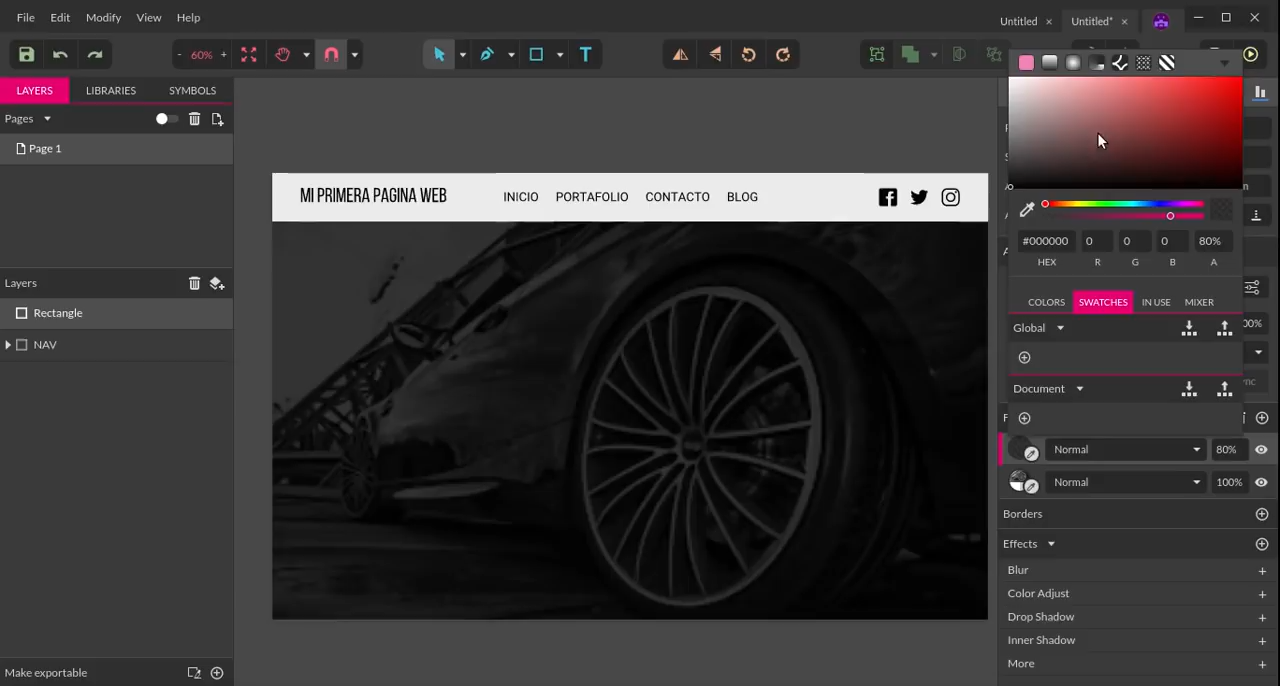 File Edit Modify View Help
Untitled × Untitled* ×
- 60% +
T
LAYERS LIBRARIES SYMBOLS
Pages
Page 1
Layers
Rectangle
NAV
Make exportable
MI PRIMERA PAGINA WEB INICIO PORTAFOLIO CONTACTO BLOG
#000000 0 0 0 80%
HEX R G B A
COLORS SWATCHES IN USE MIXER
Global
Document
Normal 80%
Normal 100%
Borders
Effects
Blur
Color Adjust
Drop Shadow
Inner Shadow
More